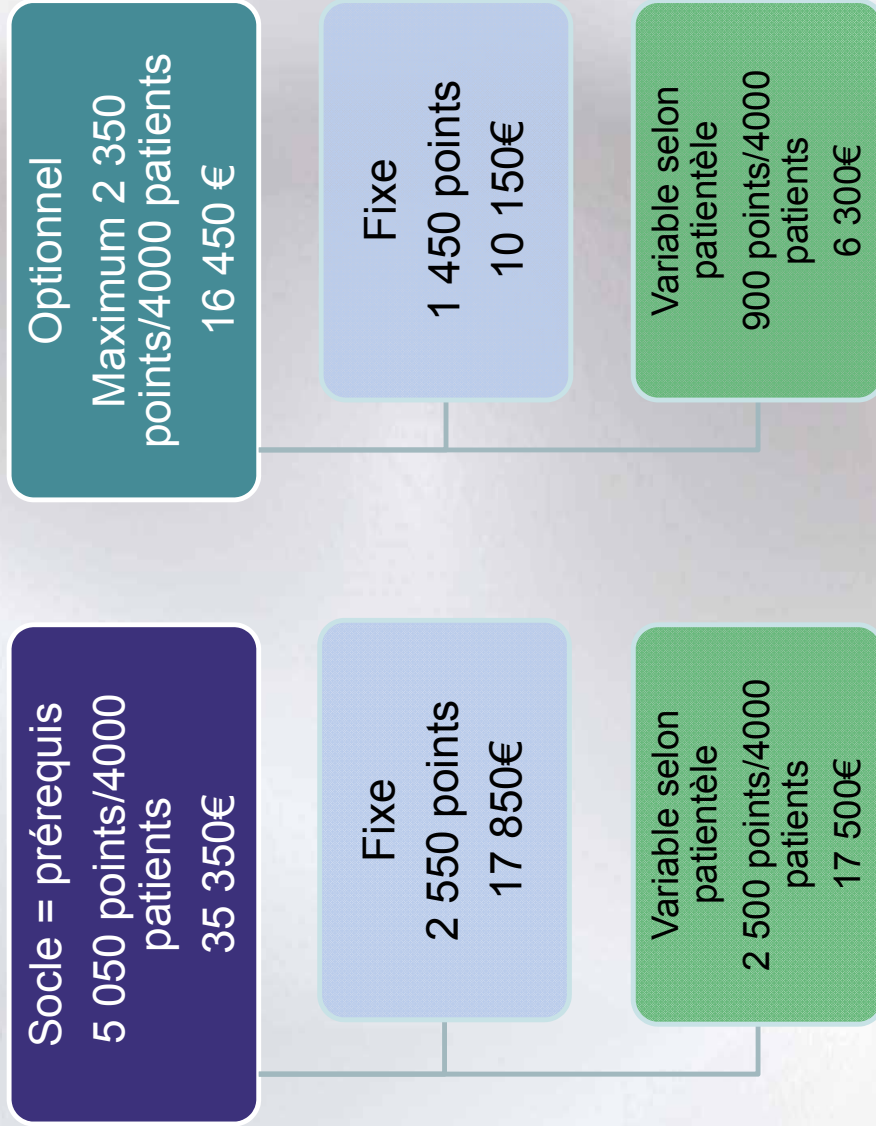 Socle = prérequis
5 050 points/4000
patients
35 350€
Fixe
2 550 points
17 850€
Variable selon
patientèle
2 500 points/4000
patients
17 500€
Optionnel
Maximum 2 350
points/4000 patients
16 450 €
Fixe
1 450 points
10 150€
Variable selon
patientèle
900 points/4000
patients
6 300€